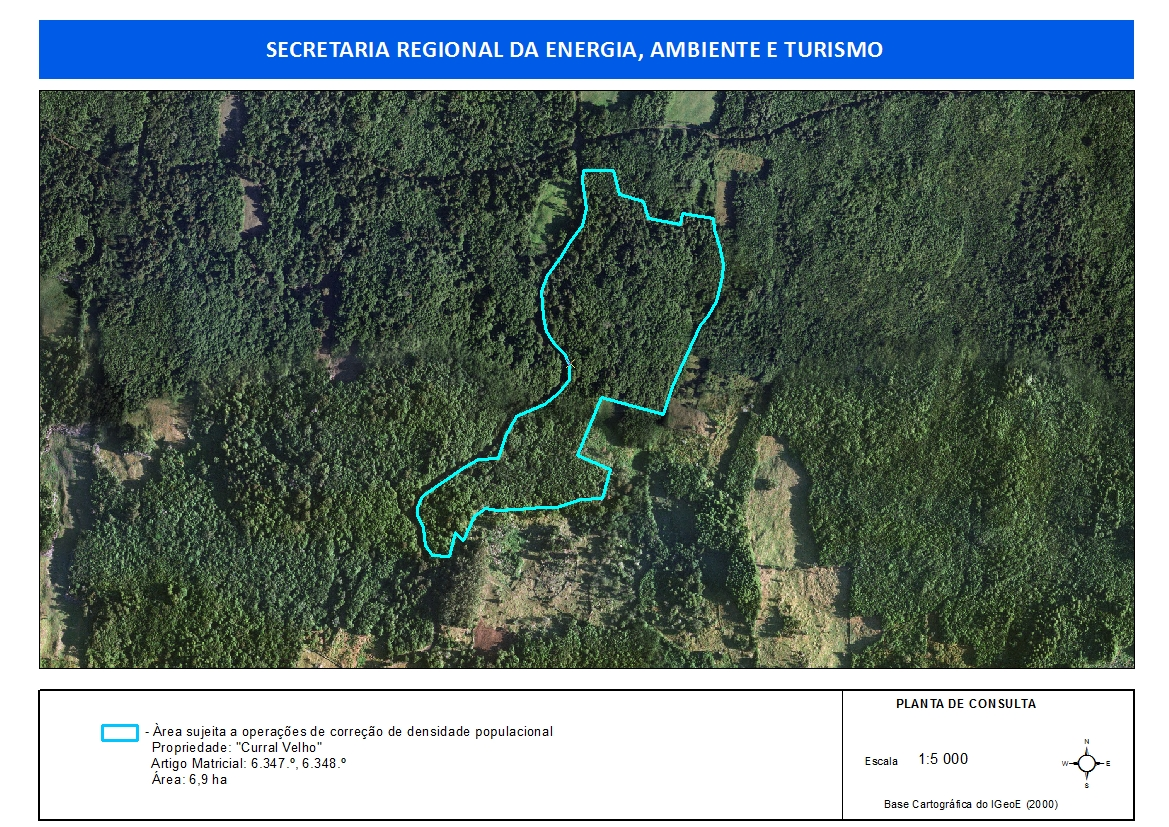 SECRETARIA REGIONAL DA ENERGIA, AMBIENTE E TURISMO
- Àrea sujeita a operações de correção de densidade populacional
Propriedade: "Curral Velho"
Artigo Matricial: 6.347.º, 6.348.º
Área: 6,9 ha
PLANTA DE CONSULTA
N
W E
S
Escala 1:5 000
Base Cartográfica do IGeoE (2000)